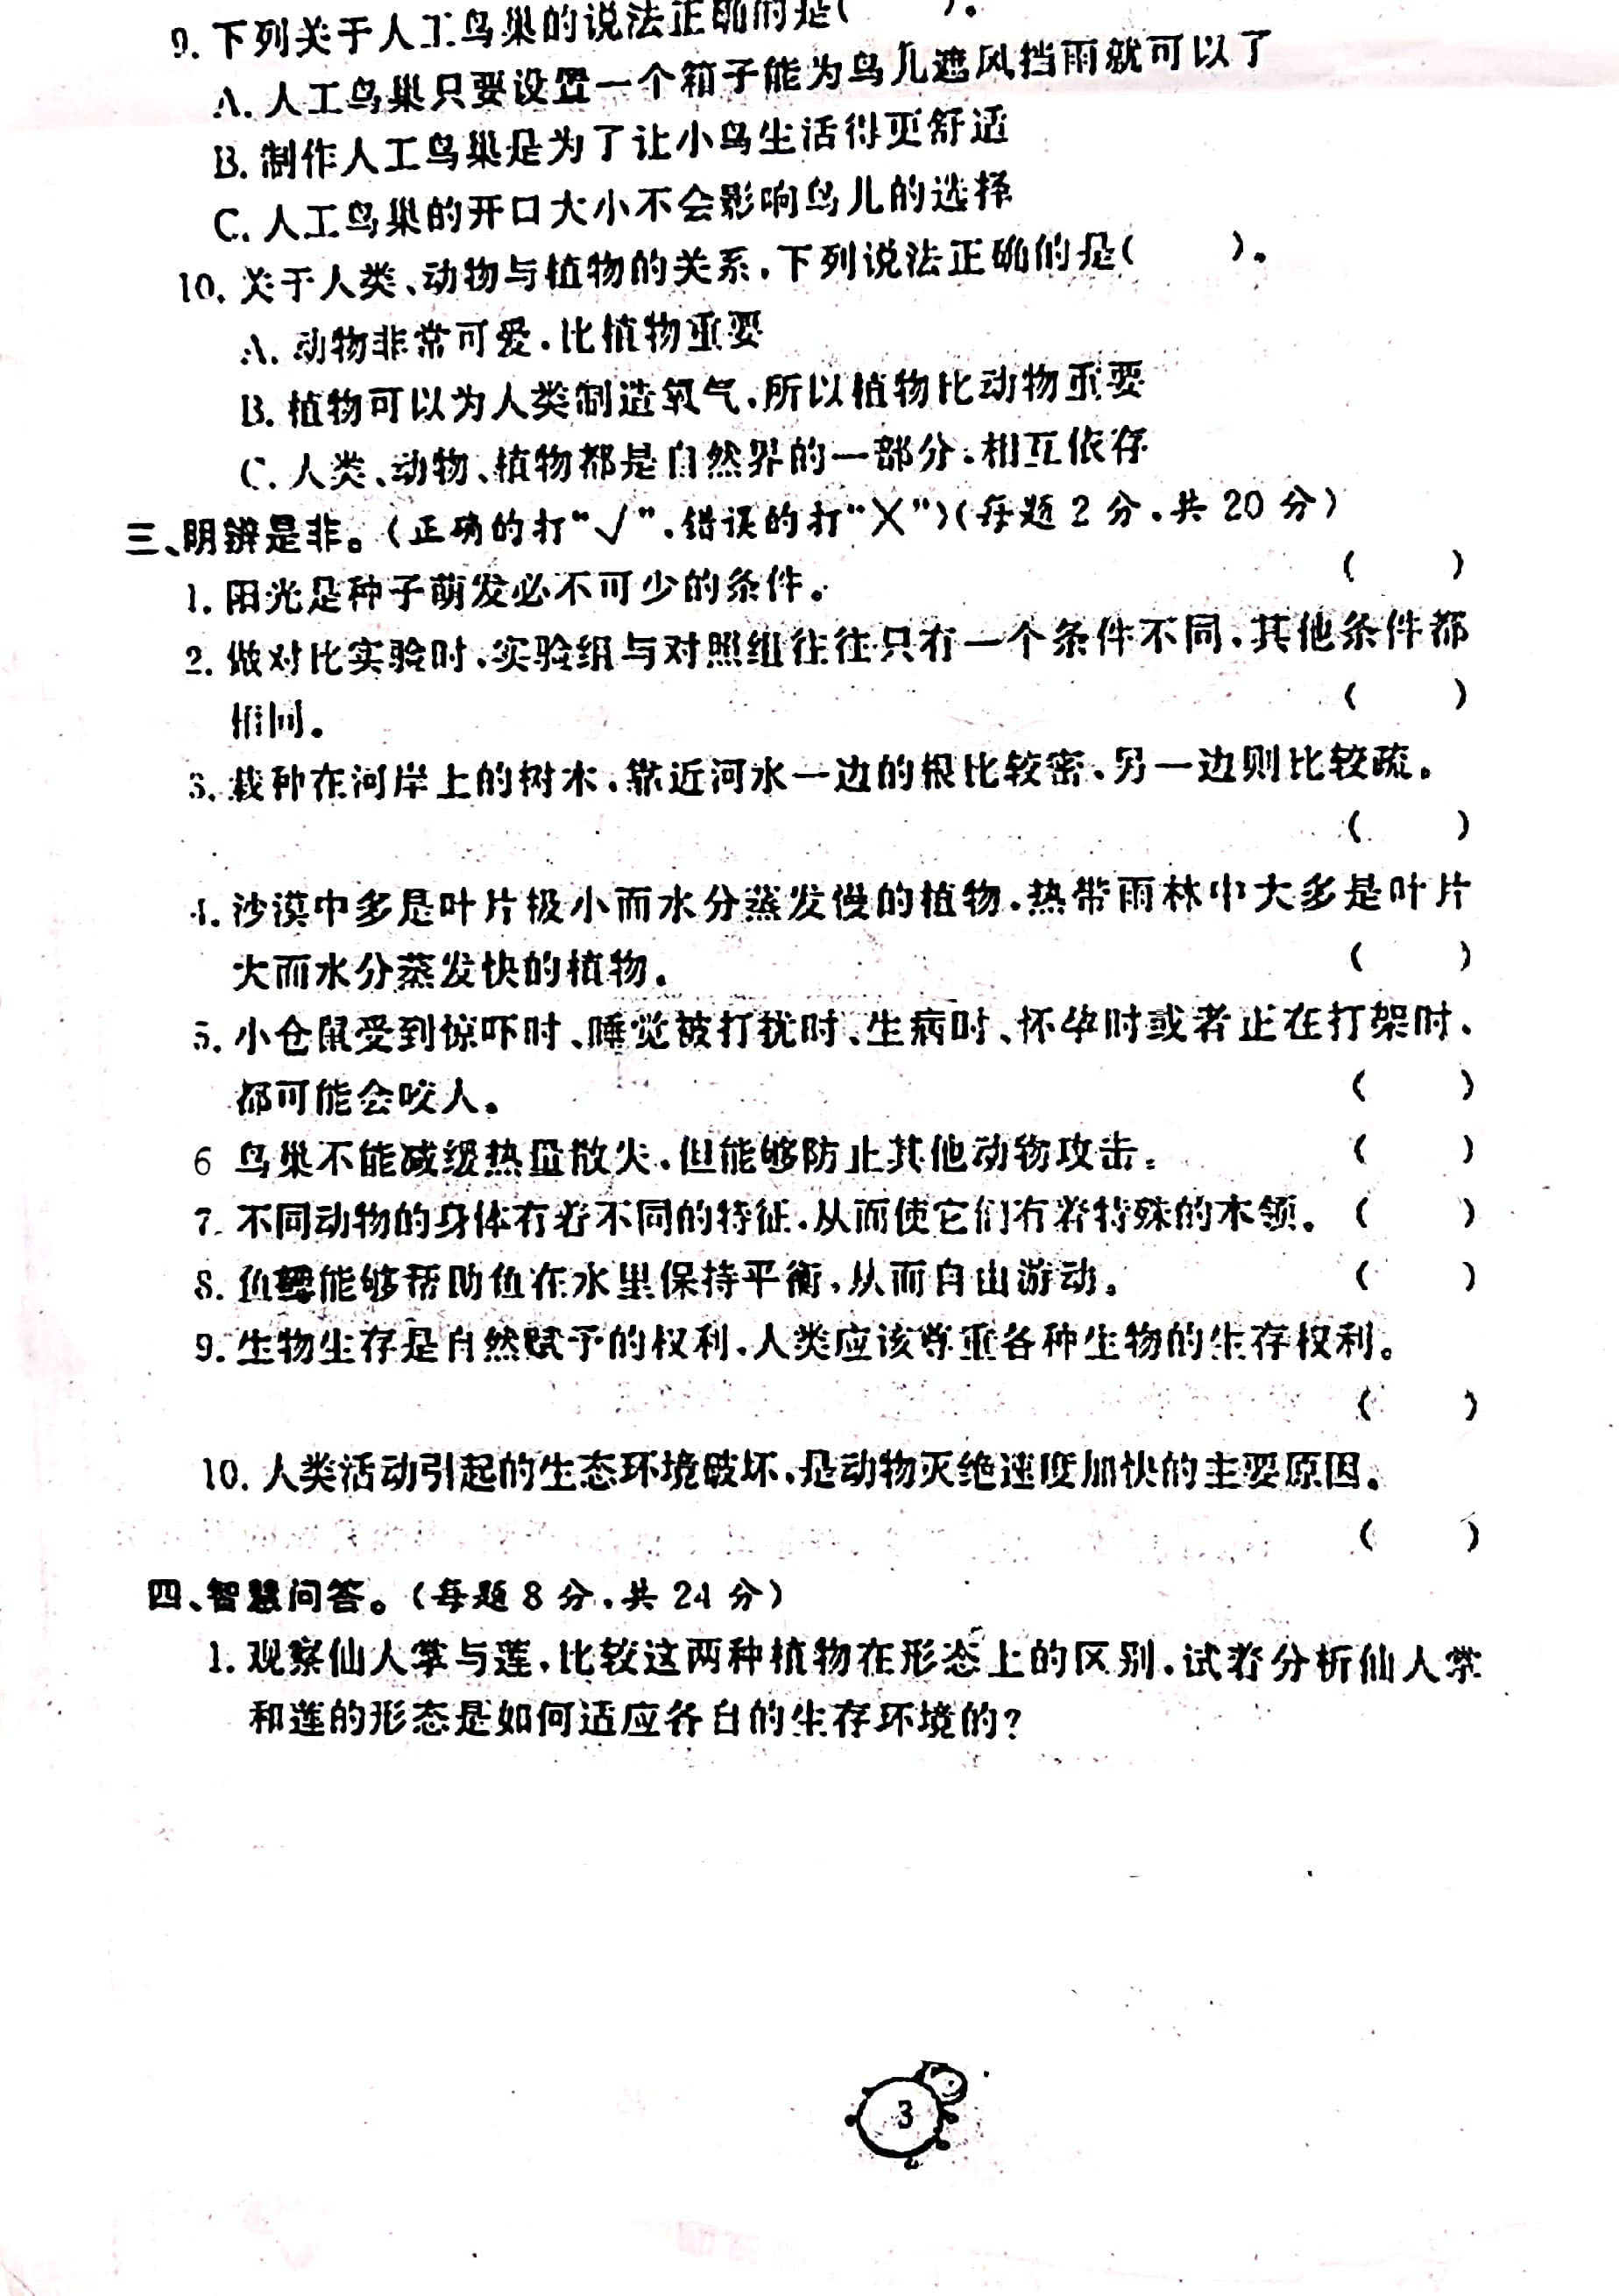 9. 下列关于人工鸟巢的说法正确的是(　　)。
A. 人工鸟巢只要设置一个箱子能为鸟儿遮风挡雨就可以了
B. 制作人工鸟巢是为了让小鸟生活得更舒适
C. 人工鸟巢的开口大小不会影响鸟儿的选择
10. 关于人类、动物与植物的关系,下列说法正确的是(　　)。
A. 动物非常可爱,比植物重要
B. 植物可以为人类制造氧气,所以植物比动物重要
C. 人类、动物、植物都是自然界的一部分,相互依存
三、明辨是非。(正确的打“√”,错误的打“X”)(每题 2 分,共 20 分)
1. 阳光是种子萌发必不可少的条件。 (　　)
2. 做对比实验时,实验组与对照组往往只有一个条件不同,其他条件都
相同。 (　　)
3. 栽种在河岸上的树木,靠近河水一边的根比较密、另一边则比较疏。
(　　)
4. 沙漠中多是叶片极小而水分蒸发慢的植物,热带雨林中大多是叶片
大而水分蒸发快的植物。 (　　)
5. 小仓鼠受到惊吓时、睡觉被打扰时、生病时、怀孕时或者正在打架时,
都可能会咬人。 (　　)
6 鸟巢不能减缓热量散失,但能够防止其他动物攻击。 (　　)
7. 不同动物的身体有着不同的特征,从而使它们有着特殊的本领。 (　　)
8. 鱼鳔能够帮助鱼在水里保持平衡,从而自由游动。 (　　)
9. 生物生存是自然赋予的权利,人类应该尊重各种生物的生存权利。
(　　)
10. 人类活动引起的生态环境破坏,是动物灭绝速度加快的主要原因。
(　　)
四、智慧问答。(每题 8 分,共 24 分)
1. 观察仙人掌与莲,比较这两种植物在形态上的区别,试着分析仙人掌
和莲的形态是如何适应各自的生存环境的?
3